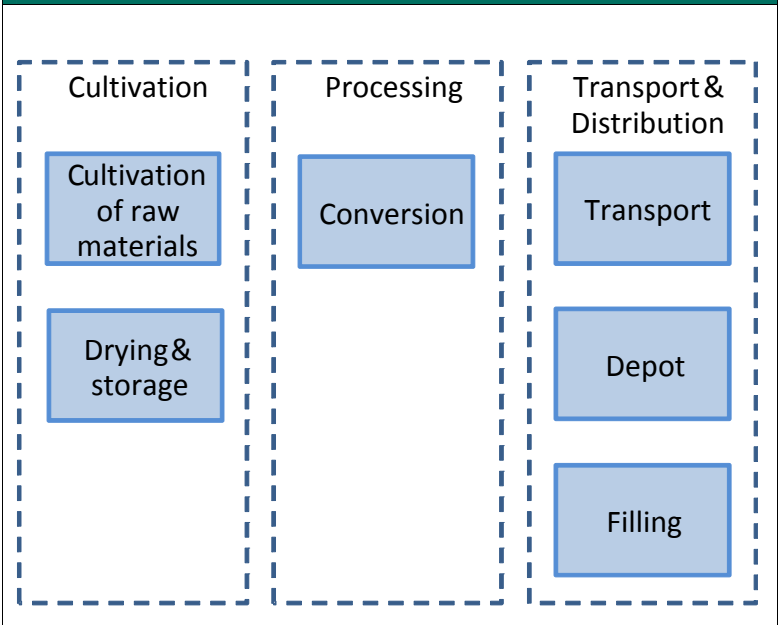 Cultivation
Cultivation
of raw
materials
Drying&
storage
Processing
Conversion
Transport&
Distribution
Transport
Depot
Filling